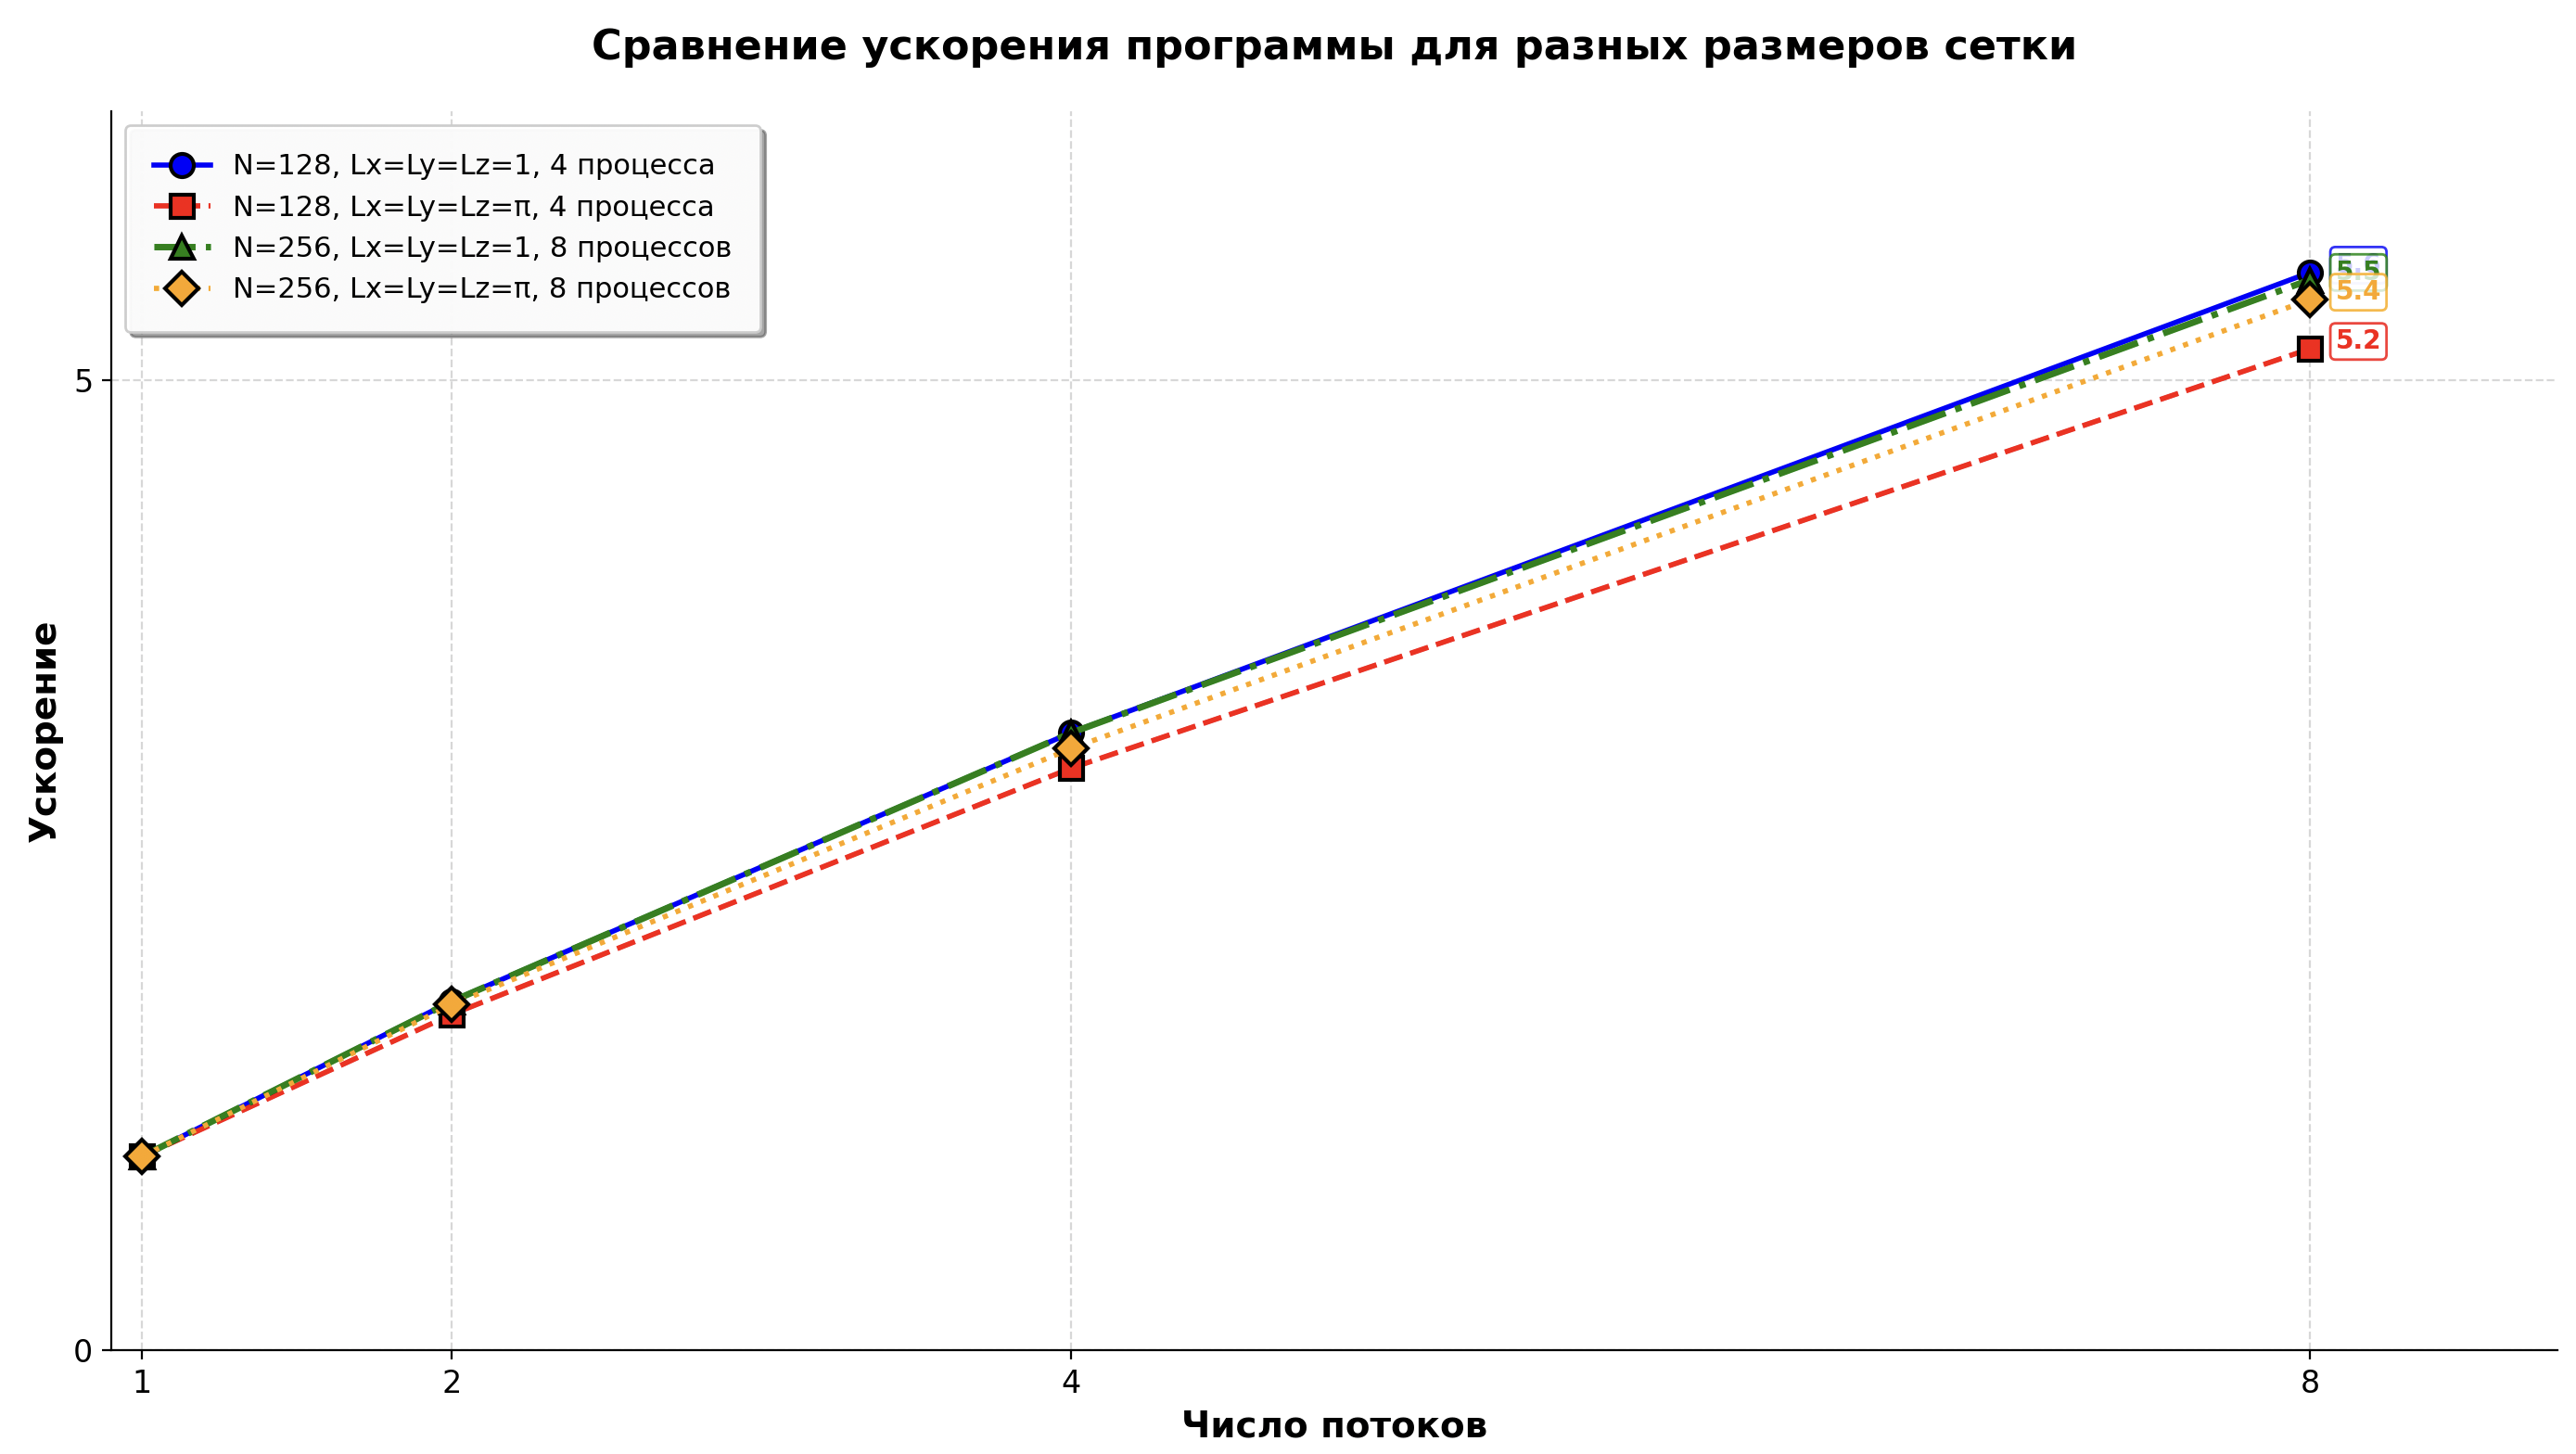 Сравнение ускорения программы для разных размеров сетки
N=128, Lx=Ly=Lz=1, 4 процесса
N=128, Lx=Ly=Lz=π, 4 процесса
N=256, Lx=Ly=Lz=1, 8 процессов
N=256, Lx=Ly=Lz=π, 8 процессов
5.5
5.4
5.2
5
0
Ускорение
1 2 4 8
Число потоков